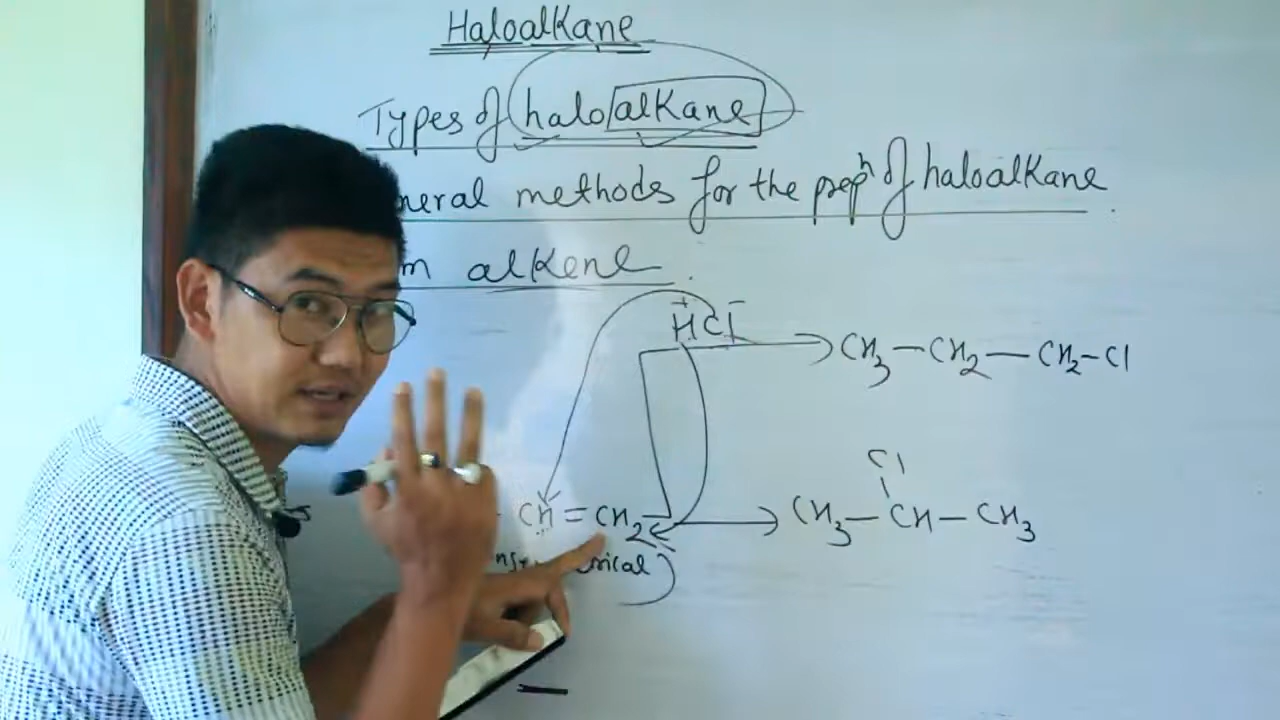 Haloalkane
Types of haloalkane
neral methods for the prepn of haloalkane
m alkene.
+ −
HCl
CH3 — CH2 — CH2 - Cl
Cl
CH = CH2
CH3 — CH — CH3
rical)